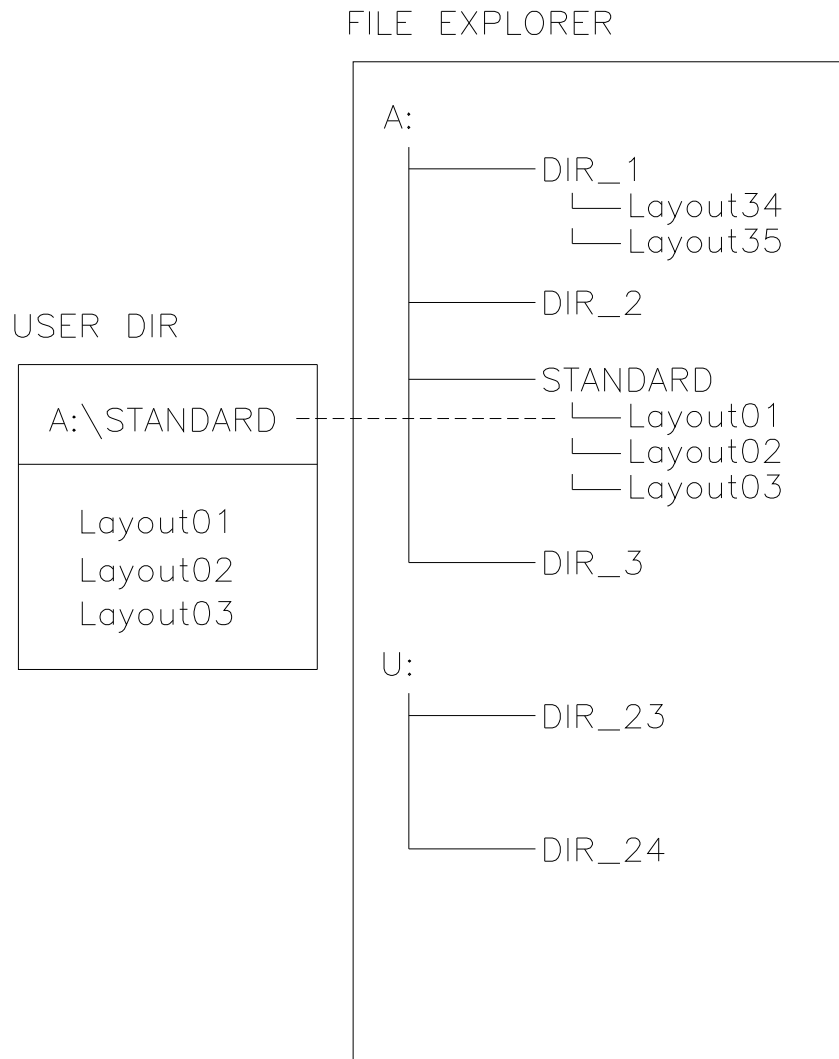 FILE EXPLORER
A:
DIR_1
Layout34
Layout35
DIR_2
STANDARD
Layout01
Layout02
Layout03
DIR_3
U:
DIR_23
DIR_24
USER DIR
A:\STANDARD
Layout01
Layout02
Layout03